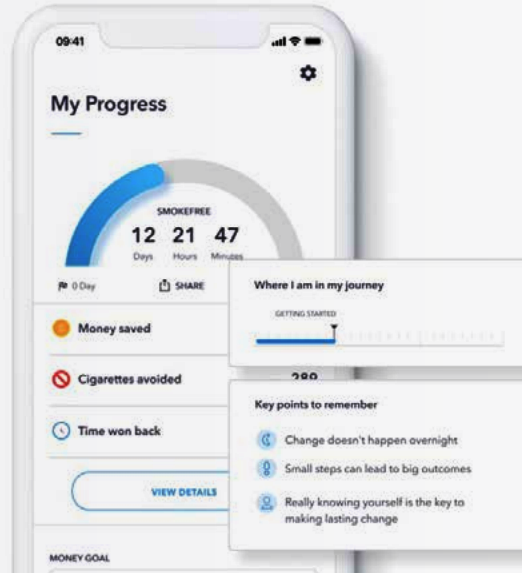 09:41
My Progress
SMOKEFREE
12 21 47
Days Hours Minutes
0 Day
SHARE
Where I am in my journey
GETTING STARTED
Money saved
Cigarettes avoided
289
Key points to remember
Time won back
Change doesn't happen overnight
Small steps can lead to big outcomes
VIEW DETAILS
Really knowing yourself is the key to
making lasting change
MONEY GOAL